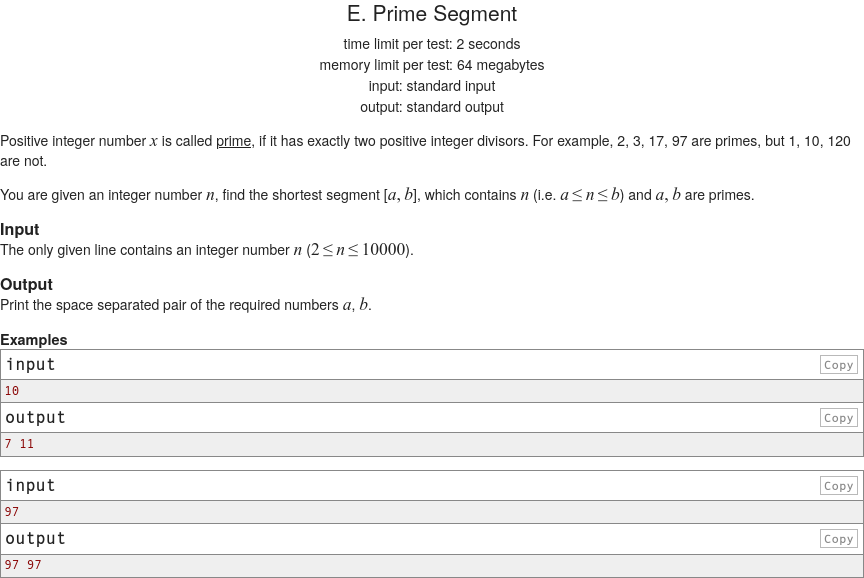 E. Prime Segment
time limit per test: 2 seconds
memory limit per test: 64 megabytes
input: standard input
output: standard output
Positive integer number x is called prime, if it has exactly two positive integer divisors. For example, 2, 3, 17, 97 are primes, but 1, 10, 120
are not.
You are given an integer number n, find the shortest segment [a, b], which contains n (i.e. a ≤ n ≤ b) and a, b are primes.
Input
The only given line contains an integer number n (2 ≤ n ≤ 10000).
Output
Print the space separated pair of the required numbers a, b.
Examples
input Copy
10
output Copy
7 11
input Copy
97
output Copy
97 97